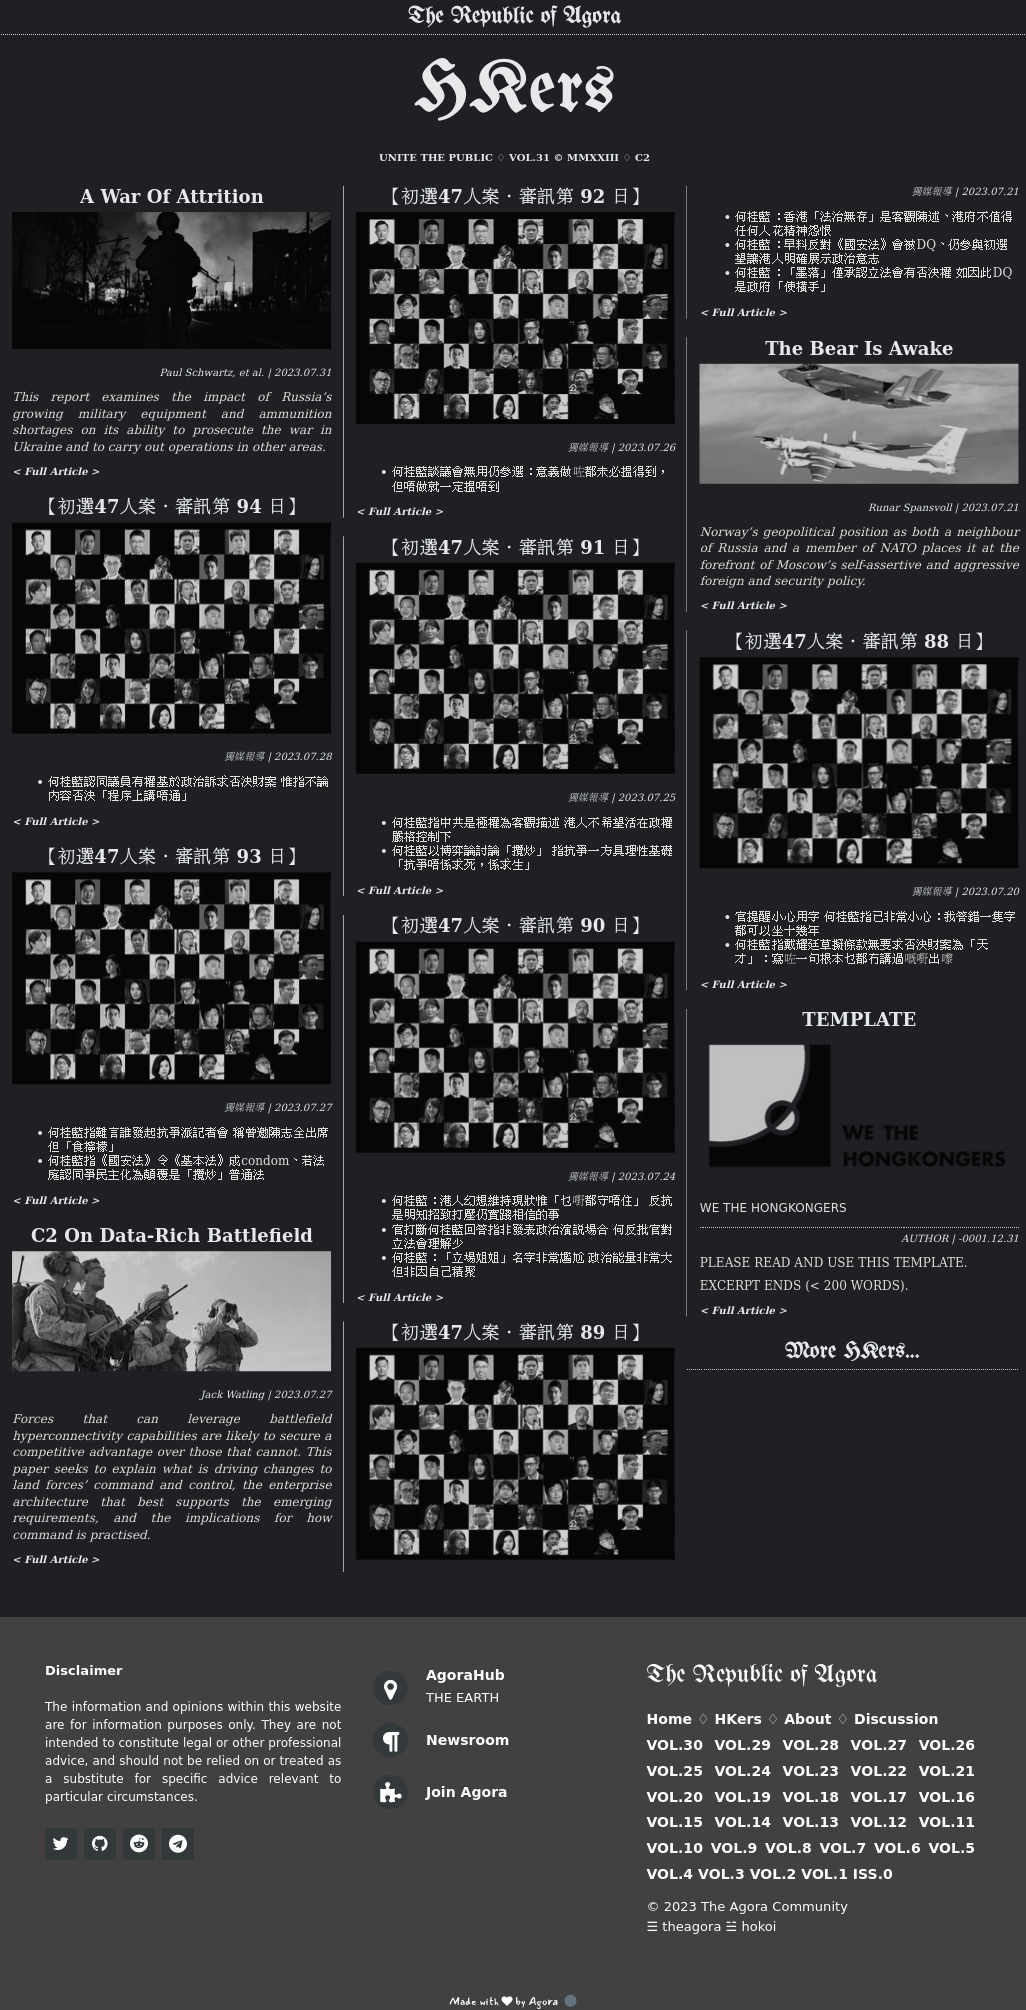 The Republic of Agora
HKers
UNITE THE PUBLIC ♢ VOL.31 © MMXXIII ♢ C2
A War Of Attrition
Paul Schwartz, et al. | 2023.07.31
This report examines the impact of Russia’s
growing military equipment and ammunition
shortages on its ability to prosecute the war in
Ukraine and to carry out operations in other areas.
< Full Article >
【初選47人案・審訊第 94 日】
獨媒報導 | 2023.07.28
何桂藍認同議員有權基於政治訴求否決財案 惟指不論
內容否決「程序上講唔通」
< Full Article >
【初選47人案・審訊第 93 日】
獨媒報導 | 2023.07.27
何桂藍指難言誰發起抗爭派記者會 稱曾邀陳志全出席
但「食檸檬」
何桂藍指《國安法》令《基本法》成condom、若法
庭認同爭民主化為顛覆是「攬炒」普通法
< Full Article >
C2 On Data-Rich Battlefield
Jack Watling | 2023.07.27
Forces that can leverage battlefield
hyperconnectivity capabilities are likely to secure a
competitive advantage over those that cannot. This
paper seeks to explain what is driving changes to
land forces’ command and control, the enterprise
architecture that best supports the emerging
requirements, and the implications for how
command is practised.
< Full Article >
【初選47人案・審訊第 92 日】
獨媒報導 | 2023.07.26
何桂藍談議會無用仍參選：意義做咗都未必搵得到，
但唔做就一定搵唔到
< Full Article >
【初選47人案・審訊第 91 日】
獨媒報導 | 2023.07.25
何桂藍指中共是極權為客觀描述 港人不希望活在政權
嚴格控制下
何桂藍以博弈論討論「攬炒」 指抗爭一方具理性基礎
「抗爭唔係求死，係求生」
< Full Article >
【初選47人案・審訊第 90 日】
獨媒報導 | 2023.07.24
何桂藍：港人幻想維持現狀惟「乜嘢都守唔住」 反抗
是明知招致打壓仍實踐相信的事
官打斷何桂藍回答指非發表政治演説場合 何反批官對
立法會理解少
何桂藍：「立場姐姐」名字非常尷尬 政治能量非常大
但非因自己積聚
< Full Article >
【初選47人案・審訊第 89 日】
獨媒報導 | 2023.07.21
何桂藍：香港「法治無存」是客觀陳述、港府不值得
任何人花精神怨恨
何桂藍：早料反對《國安法》會被DQ、仍參與初選
望讓港人明確展示政治意志
何桂藍：「墨落」僅承認立法會有否決權 如因此DQ
是政府「使橫手」
< Full Article >
The Bear Is Awake
Runar Spansvoll | 2023.07.21
Norway’s geopolitical position as both a neighbour
of Russia and a member of NATO places it at the
forefront of Moscow’s self-assertive and aggressive
foreign and security policy.
< Full Article >
【初選47人案・審訊第 88 日】
獨媒報導 | 2023.07.20
官提醒小心用字 何桂藍指已非常小心：我答錯一隻字
都可以坐十幾年
何桂藍指戴耀廷草擬條款無要求否決財案為「天
才」：寫咗一句根本乜都冇講過嘅嘢出嚟
< Full Article >
TEMPLATE
WE THE
HONGKONGERS
WE THE HONGKONGERS
AUTHOR | -0001.12.31
PLEASE READ AND USE THIS TEMPLATE.
EXCERPT ENDS (< 200 WORDS).
< Full Article >
More HKers...
Disclaimer
The information and opinions within this website
are for information purposes only. They are not
intended to constitute legal or other professional
advice, and should not be relied on or treated as
a substitute for specific advice relevant to
particular circumstances.
AgoraHub
THE EARTH
Newsroom
Join Agora
The Republic of Agora
Home ♢ HKers ♢ About ♢ Discussion
VOL.30 VOL.29 VOL.28 VOL.27 VOL.26
VOL.25 VOL.24 VOL.23 VOL.22 VOL.21
VOL.20 VOL.19 VOL.18 VOL.17 VOL.16
VOL.15 VOL.14 VOL.13 VOL.12 VOL.11
VOL.10 VOL.9 VOL.8 VOL.7 VOL.6 VOL.5
VOL.4 VOL.3 VOL.2 VOL.1 ISS.0
© 2023 The Agora Community
☰ theagora ☱ hokoi
Made with ♥ by Agora